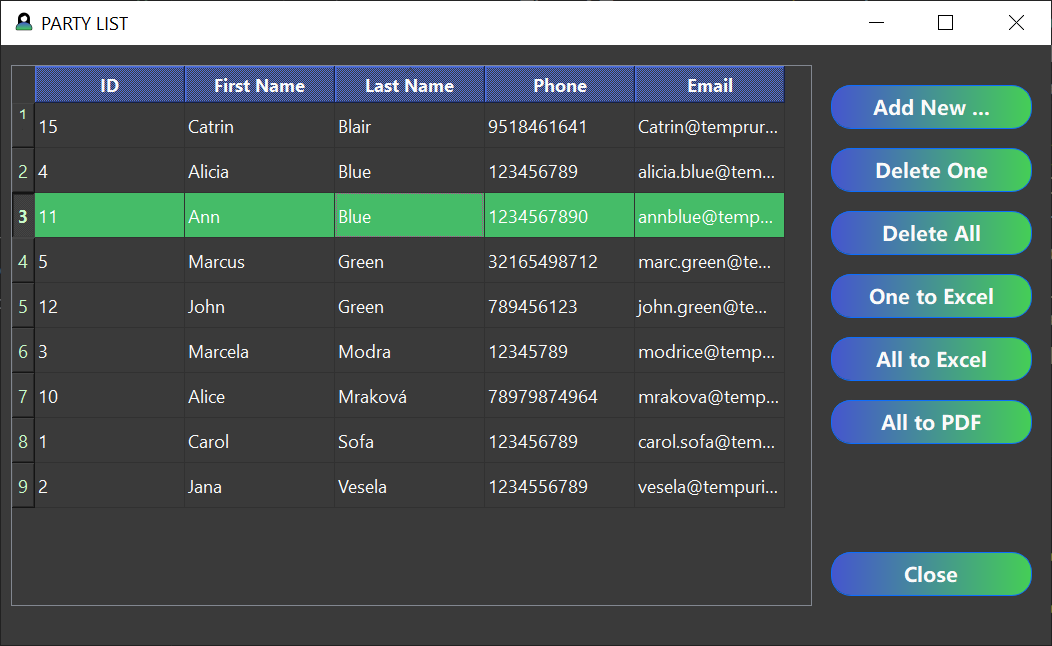 PARTY LIST
ID First Name Last Name Phone Email
1 15 Catrin Blair 9518461641 Catrin@temprur...
2 4 Alicia Blue 123456789 alicia.blue@tem...
3 11 Ann Blue 1234567890 annblue@temp...
4 5 Marcus Green 32165498712 marc.green@te...
5 12 John Green 789456123 john.green@te...
6 3 Marcela Modra 12345789 modrice@temp...
7 10 Alice Mraková 78979874964 mrakova@temp...
8 1 Carol Sofa 123456789 carol.sofa@tem...
9 2 Jana Vesela 1234556789 vesela@tempuri...
Add New ...
Delete One
Delete All
One to Excel
All to Excel
All to PDF
Close